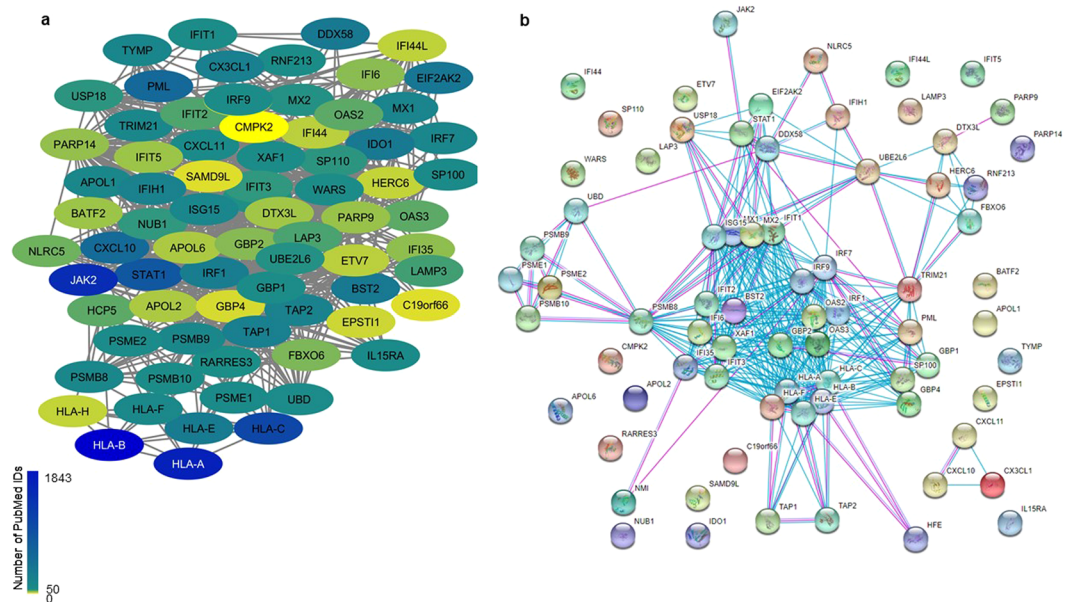 a
IFIT1
DDX58
TYMP
IFI44L
CX3CL1
RNF213
PML
IFI6
EIF2AK2
USP18
IRF9
MX2
IFIT2
OAS2
MX1
TRIM21
CMPK2
IFI44
IRF7
PARP14
CXCL11
IDO1
IFIT5
XAF1
SP110
SAMD9L
SP100
APOL1
IFIH1
IFIT3
WARS
HERC6
BATF2
ISG15
DTX3L
PARP9
OAS3
NUB1
NLRC5
CXCL10
APOL6
GBP2
LAP3
IFI35
UBE2L6
ETV7
LAMP3
JAK2
STAT1
IRF1
GBP1
BST2
HCP5
APOL2
GBP4
TAP2
C19orf66
TAP1
EPSTI1
PSME2
PSMB9
FBXO6
IL15RA
RARRES3
PSMB8
PSMB10
PSME1
UBD
HLA-H
HLA-F
HLA-E
HLA-C
HLA-B
HLA-A
Number of PubMed IDs
1843
50
0
b
JAK2
NLRC5
IFI44L
IFIT5
IFI44
ETV7
EIF2AK2
LAMP3
PARP9
SP110
IFIH1
USP18
STAT1
DTX3L
DDX58
PARP14
LAP3
UBE2L6
WARS
HERC6
RNF213
UBD
FBXO6
ISG15
MX1
MX2
IFIT1
PSMB9
IRF7
PSME1
IRF9
PSME2
TRIM21
BATF2
IFIT2
BST2
PSMB10
PSMB8
OAS2
IRF1
IFI6
PML
APOL1
XAF1
GBP2
OAS3
CMPK2
IFI35
IFIT3
GBP1
TYMP
SP100
HLA-A
HLA-C
APOL2
HLA-F
HLA-B
GBP4
EPSTI1
HLA-E
APOL6
RARRES3
CXCL11
C19orf66
CXCL10
CX3CL1
NMI
SAMD9L
TAP1
TAP2
IL15RA
NUB1
IDO1
HFE